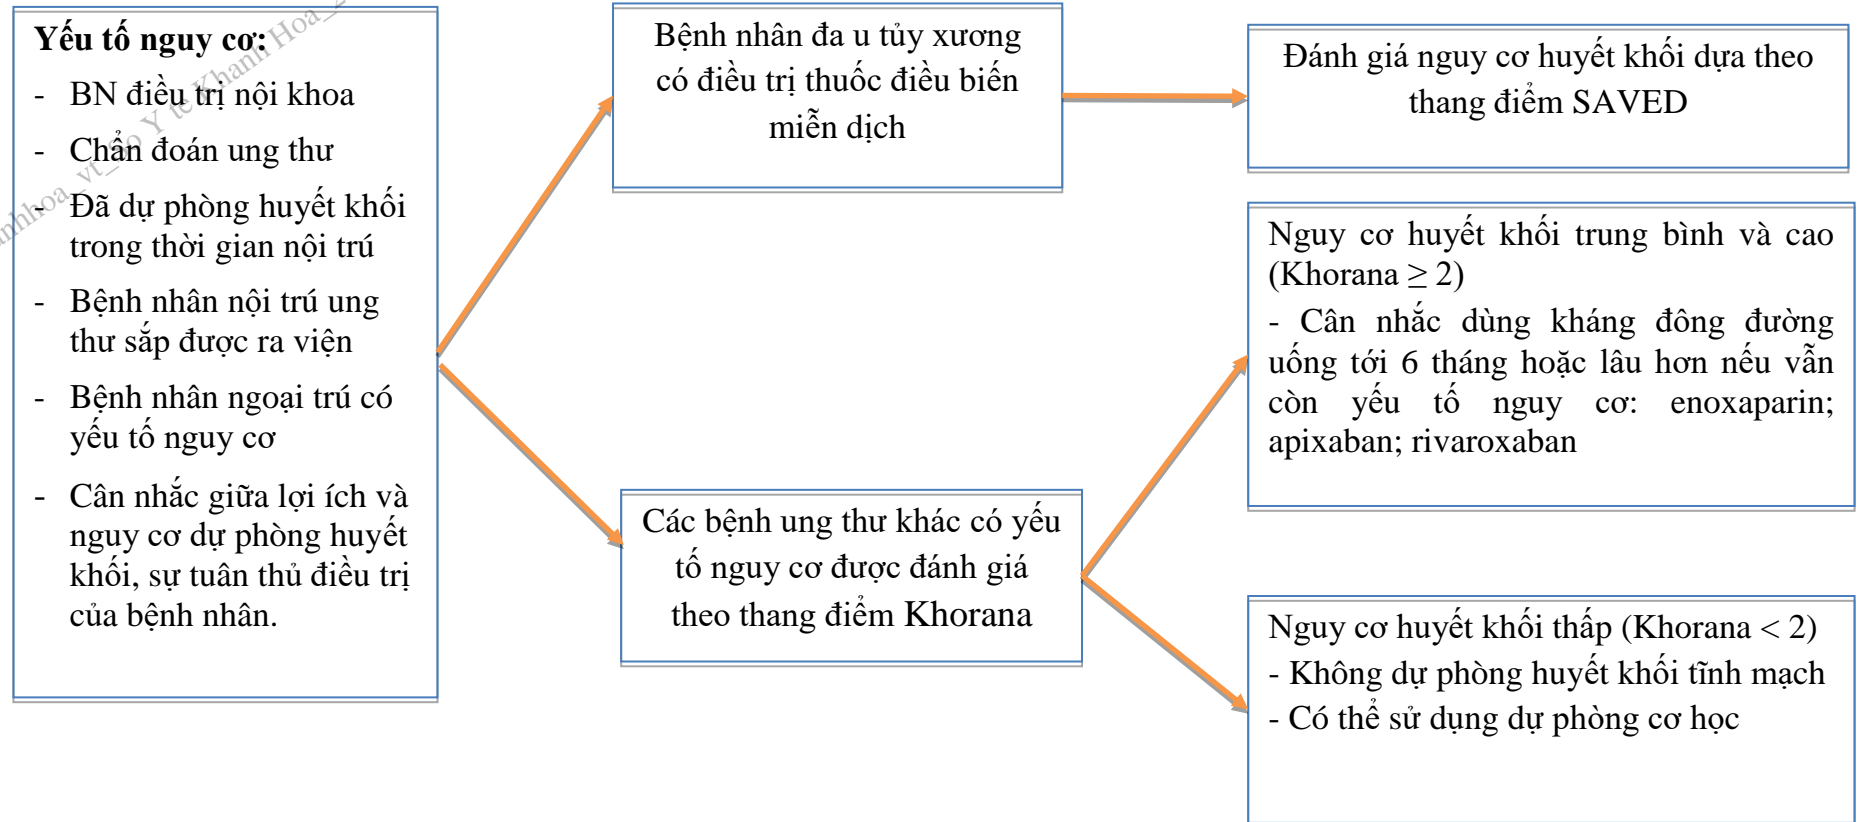 Yếu tố nguy cơ:
- BN điều trị nội khoa
- Chẩn đoán ung thư
- Đã dự phòng huyết khối
trong thời gian nội trú
- Bệnh nhân nội trú ung
thư sắp được ra viện
- Bệnh nhân ngoại trú có
yếu tố nguy cơ
- Cân nhắc giữa lợi ích và
nguy cơ dự phòng huyết
khối, sự tuân thủ điều trị
của bệnh nhân.
Bệnh nhân đa u tủy xương
có điều trị thuốc điều biến
miễn dịch
Đánh giá nguy cơ huyết khối dựa theo
thang điểm SAVED
Các bệnh ung thư khác có yếu
tố nguy cơ được đánh giá
theo thang điểm Khorana
Nguy cơ huyết khối trung bình và cao
(Khorana ≥ 2)
- Cân nhắc dùng kháng đông đường
uống tới 6 tháng hoặc lâu hơn nếu vẫn
còn yếu tố nguy cơ: enoxaparin;
apixaban; rivaroxaban
Nguy cơ huyết khối thấp (Khorana < 2)
- Không dự phòng huyết khối tĩnh mạch
- Có thể sử dụng dự phòng cơ học